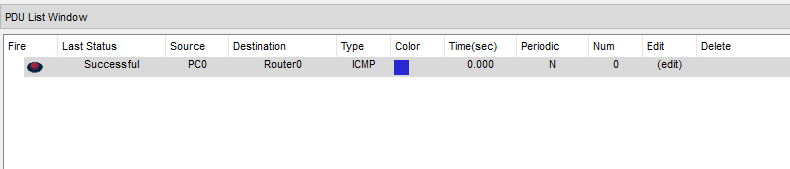 PDU List Window
Fire Last Status Source Destination Type Color Time(sec) Periodic Num Edit Delete
Successful PC0 Router0 ICMP 0.000 N 0 (edit)